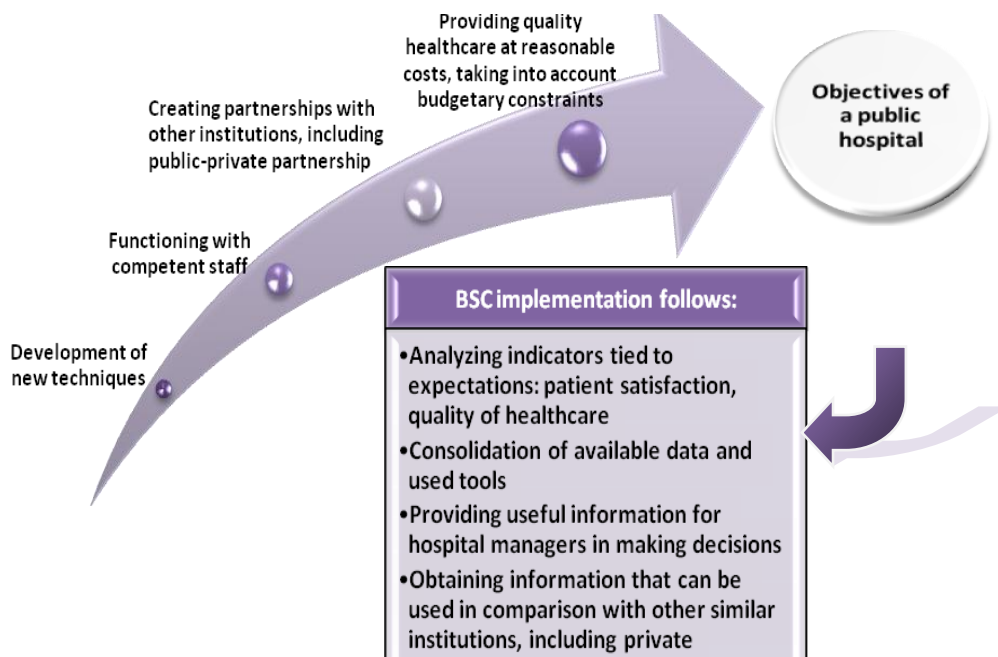 Providing quality
healthcare at reasonable
costs, taking into account
budgetary constraints
Creating partnerships with
other institutions, including
public-private partnership
Functioning with
competent staff
Development of
new techniques
Objectives of
a public
hospital
BSC implementation follows:
•Analyzing indicators tied to
expectations: patient satisfaction,
quality of healthcare
•Consolidation of available data and
used tools
•Providing useful information for
hospital managers in making decisions
•Obtaining information that can be
used in comparison with other similar
institutions, including private